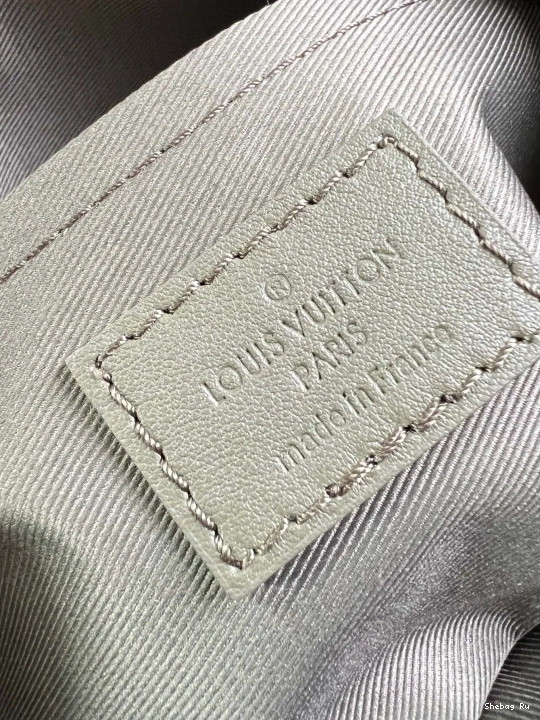 ®
LOUIS VUITTON
PARIS
made in France
Shebag Ru